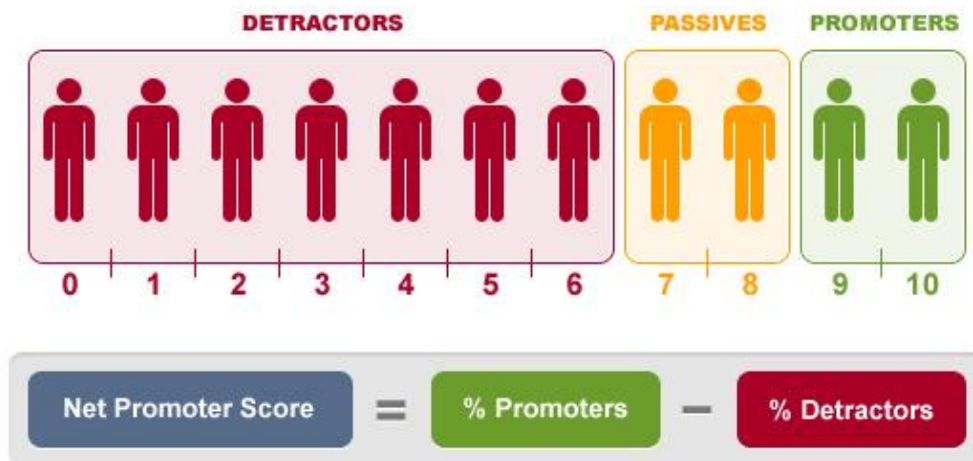 DETRACTORS PASSIVES PROMOTERS
0 1 2 3 4 5 6 7 8 9 10
Net Promoter Score = % Promoters − % Detractors